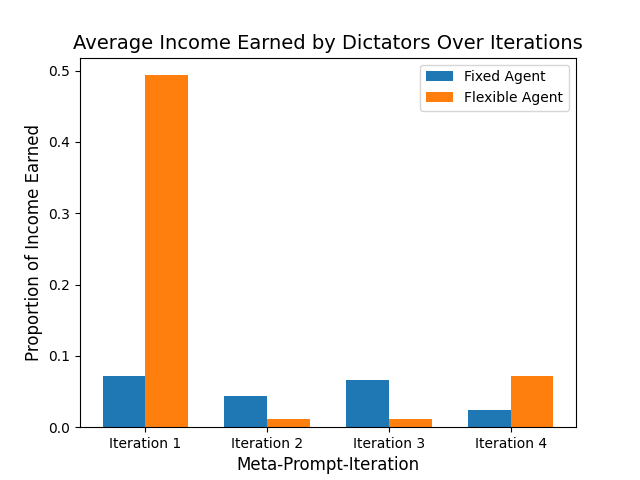 Average Income Earned by Dictators Over Iterations
Fixed Agent
Flexible Agent
Proportion of Income Earned
0.5
0.4
0.3
0.2
0.1
0.0
Iteration 1 Iteration 2 Iteration 3 Iteration 4
Meta-Prompt-Iteration